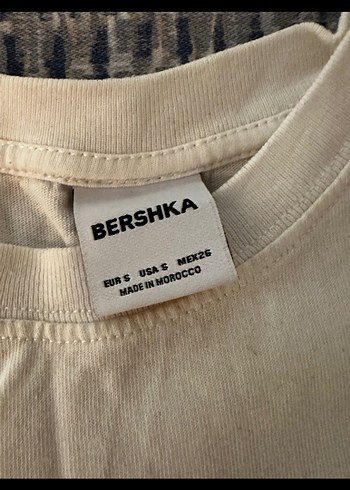 BERSHKA
EUR S USA S MEX26
MADE IN MOROCCO